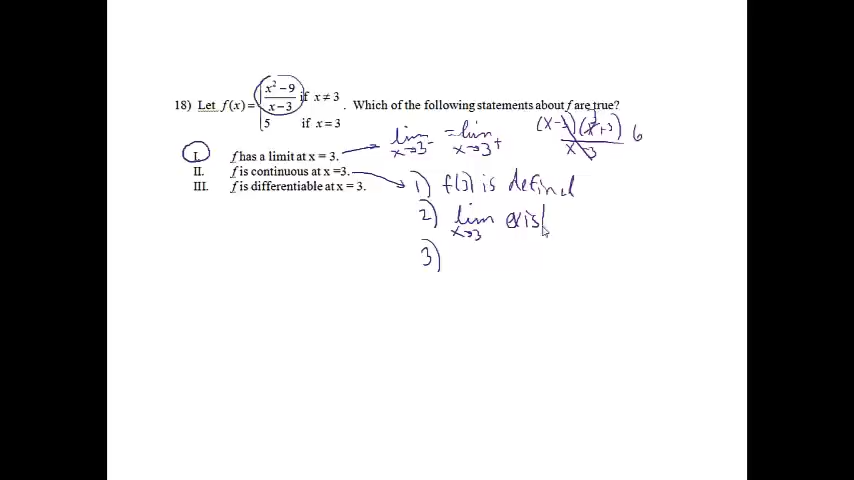 18) Let f(x) = x² − 9 / x − 3 if x ≠ 3 . Which of the following statements about f are true?
5 if x = 3
lim x→3⁻ = lim x→3⁺ (x-3)(x+3) / x-3 3 6
I. f has a limit at x = 3.
II. f is continuous at x =3.
III. f is differentiable at x = 3.
1) f(3) is defined
2) lim x→3 exist
3)